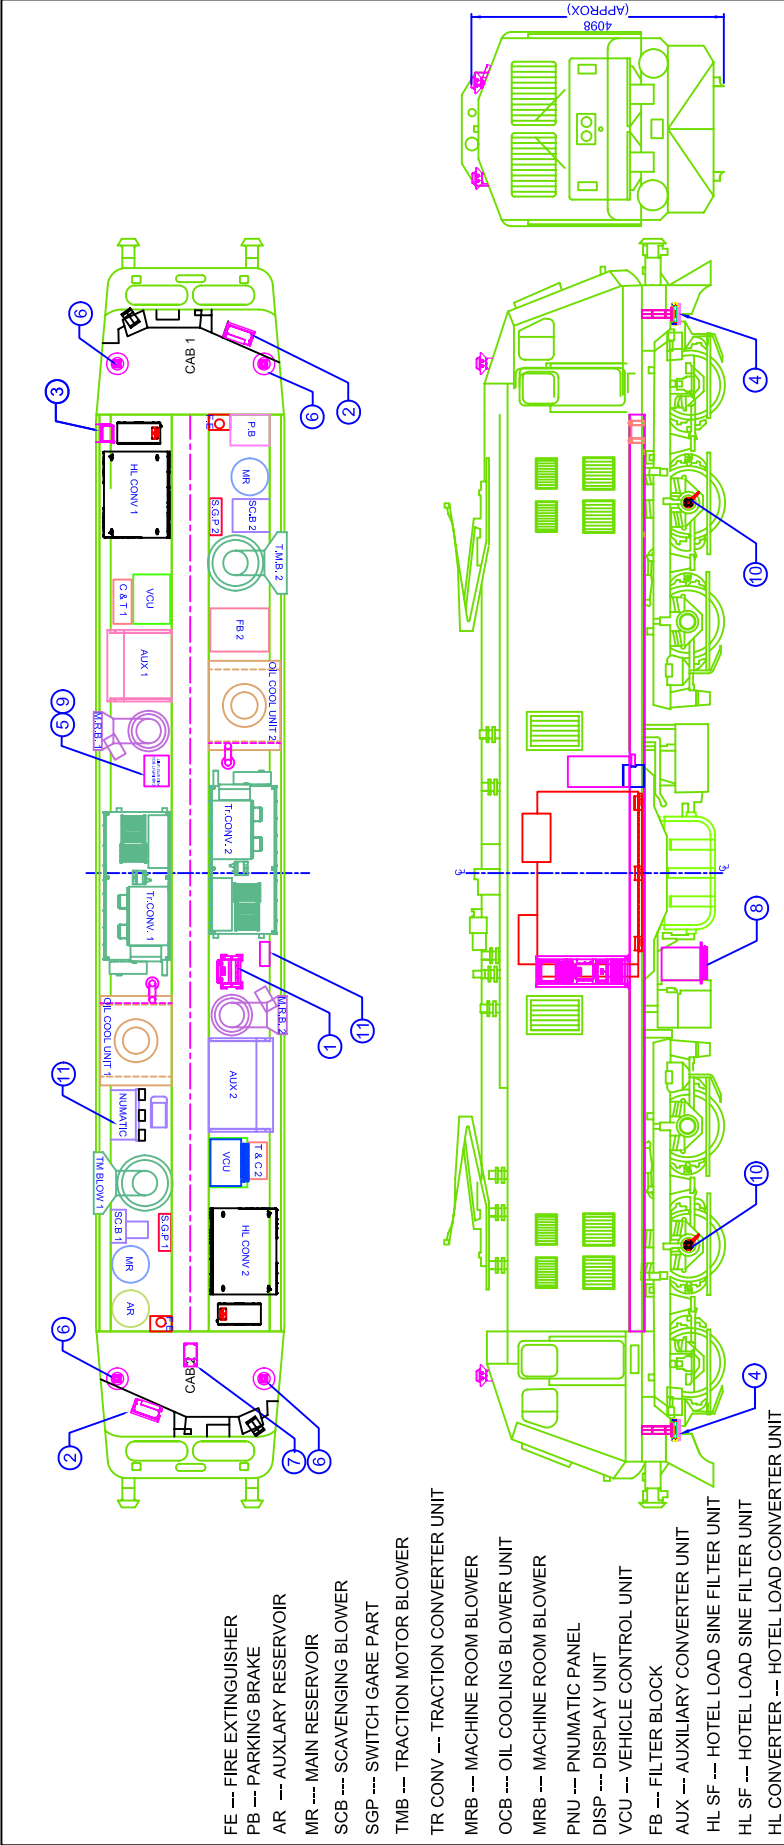 4098
(APPROX)
6
3
CAB 1
2
6
F.E
P.B
HL CONV 1
MR
S.G.P 2
SC.B 2
T.M.B. 2
C & T 1
VCU
FB 2
AUX 1
OIL COOL UNIT 2
5
9
M.R.B. 1
Tr.CONV. 2
Tr.CONV. 1
OIL COOL UNIT 1
1
11
M.R.B. 2
11
NUMATIC
AUX 2
TM BLOW 1
VCU
T & C 2
SC.B 1
S.G.P 1
MR
HL CONV 2
AR
F.E
6
CAB 2
2
7
6
4
10
8
10
4
FE --- FIRE EXTINGUISHER
PB --- PARKING BRAKE
AR --- AUXLARY RESERVOIR
MR --- MAIN RESERVOIR
SCB --- SCAVENGING BLOWER
SGP --- SWITCH GARE PART
TMB --- TRACTION MOTOR BLOWER
TR CONV --- TRACTION CONVERTER UNIT
MRB --- MACHINE ROOM BLOWER
OCB --- OIL COOLING BLOWER UNIT
MRB --- MACHINE ROOM BLOWER
PNU --- PNUMATIC PANEL
DISP --- DISPLAY UNIT
VCU --- VEHICLE CONTROL UNIT
FB --- FILTER BLOCK
AUX --- AUXILIARY CONVERTER UNIT
HL SF --- HOTEL LOAD SINE FILTER UNIT
HL SF --- HOTEL LOAD SINE FILTER UNIT
HL CONVERTER --- HOTEL LOAD CONVERTER UNIT